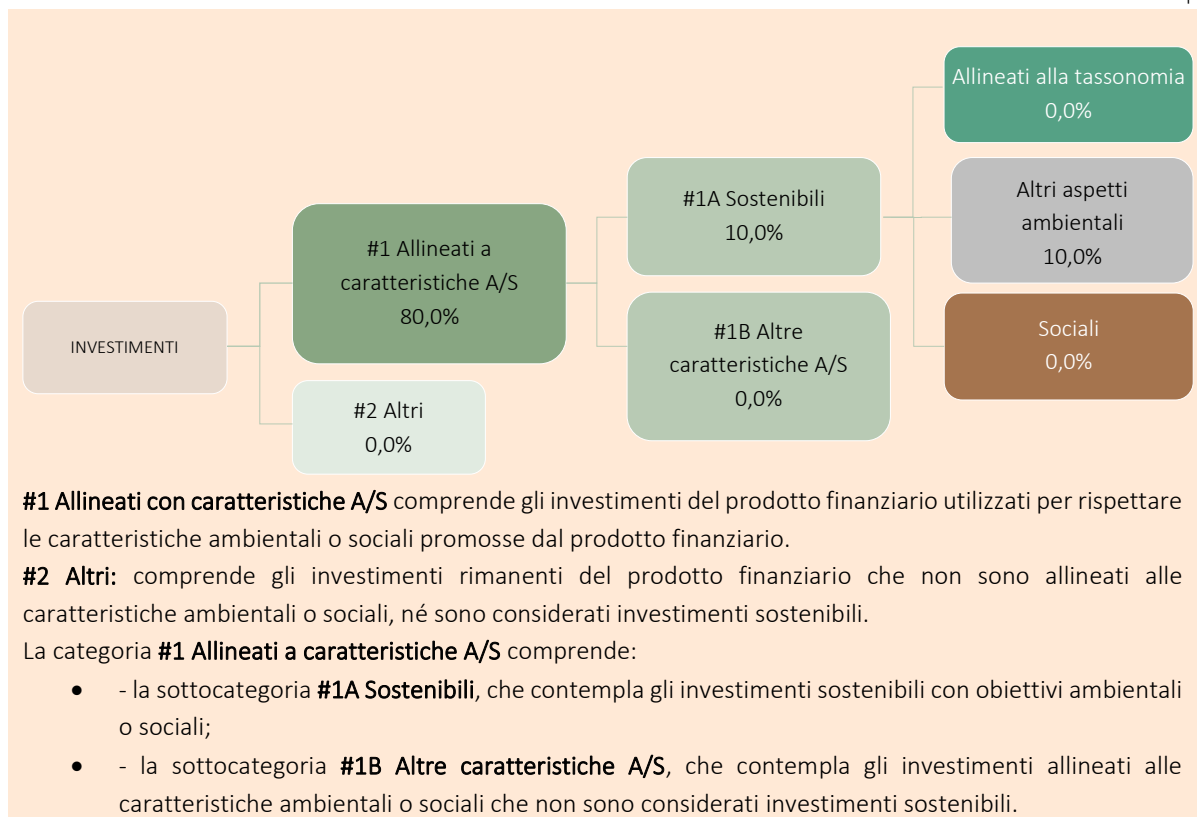 Allineati alla tassonomia
0,0%
#1A Sostenibili
10,0%
Altri aspetti
ambientali
10,0%
#1 Allineati a
caratteristiche A/S
80,0%
INVESTIMENTI
#1B Altre
caratteristiche A/S
0,0%
Sociali
0,0%
#2 Altri
0,0%
#1 Allineati con caratteristiche A/S comprende gli investimenti del prodotto finanziario utilizzati per rispettare
le caratteristiche ambientali o sociali promosse dal prodotto finanziario.
#2 Altri: comprende gli investimenti rimanenti del prodotto finanziario che non sono allineati alle
caratteristiche ambientali o sociali, né sono considerati investimenti sostenibili.
La categoria #1 Allineati a caratteristiche A/S comprende:
• - la sottocategoria #1A Sostenibili, che contempla gli investimenti sostenibili con obiettivi ambientali
o sociali;
• - la sottocategoria #1B Altre caratteristiche A/S, che contempla gli investimenti allineati alle
caratteristiche ambientali o sociali che non sono considerati investimenti sostenibili.